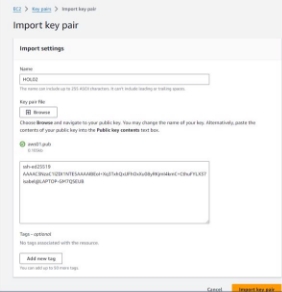 EC2 > Key pairs > Import key pair
Import key pair
Import settings
Name
HOL02
The name can include up to 255 ASCII characters. It can't include leading or trailing spaces.
Key pair file
Browse
Choose Browse and navigate to your public key. You may change the name of your key. Alternatively, paste the
contents of your public key into the Public key contents text box.
ssh-ed25519
Tags - optional
No tags associated with the resource.
Add new tag
You can add up to 50 more tags.
Cancel
Import key pair